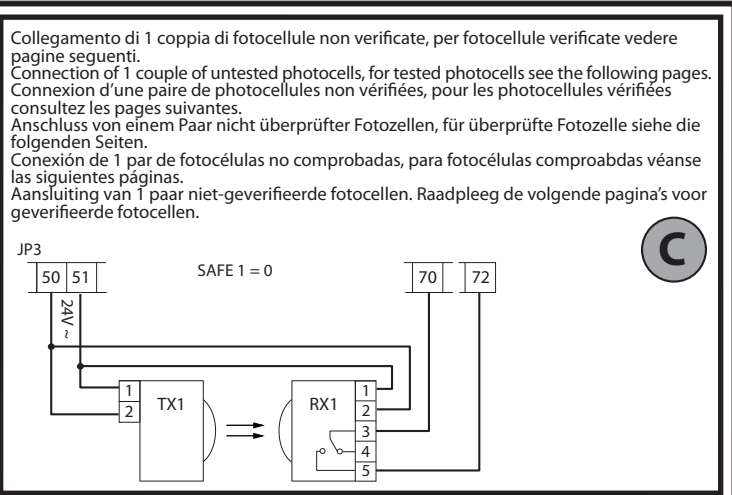 Collegamento di 1 coppia di fotocellule non verificate, per fotocellule verificate vedere
pagine seguenti.
Connection of 1 couple of untested photocells, for tested photocells see the following pages.
Connexion d’une paire de photocellules non vérifiées, pour les photocellules vérifiées
consultez les pages suivantes.
Anschluss von einem Paar nicht überprüfter Fotozellen, für überprüfte Fotozelle siehe die
folgenden Seiten.
Conexión de 1 par de fotocélulas no comprobadas, para fotocélulas comproabdas véanse
las siguientes páginas.
Aansluiting van 1 paar niet-geverifieerde fotocellen. Raadpleeg de volgende pagina’s voor
geverifieerde fotocellen.
C
JP3
50 51 SAFE 1 = 0 70 72
24V ~
1
2
TX1
RX1
1
2
3
4
5